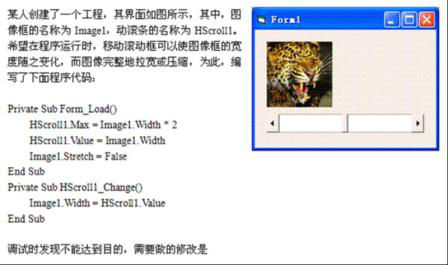 某人创建了一个工程，其界面如图所示，其中，图
像框的名称为 Image1，动滚条的名称为 HScroll1。
希望在程序运行时，移动滚动框可以使图像框的宽
度随之变化，而图像完整地拉宽或压缩，为此，编
写了下面程序代码：
Form1
Private Sub Form_Load()
HScroll1.Max = Image1.Width * 2
HScroll1.Value = Image1.Width
Image1.Stretch = False
End Sub
Private Sub HScroll1_Change()
Image1.Width = HScroll1.Value
End Sub
调试时发现不能达到目的，需要做的修改是